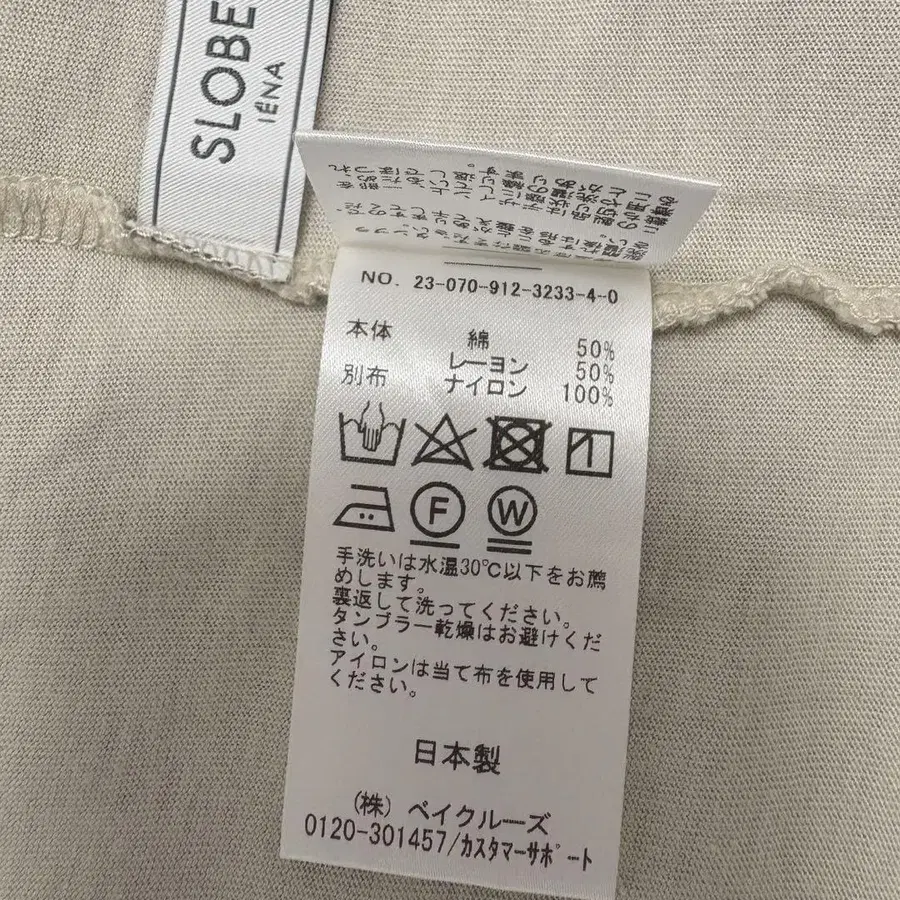 SLOBE
IÉNA
NO. 23-070-912-3233-4-0
本体 綿 50%
レーヨン 50%
別布 ナイロン 100%
F W
手洗いは水温30℃以下をお薦
めします。
裏返して洗ってください。
タンブラー乾燥はお避けくだ
さい。
アイロンは当て布を使用して
ください。
日本製
(株) ベイクルーズ
0120-301457/カスタマーサポート